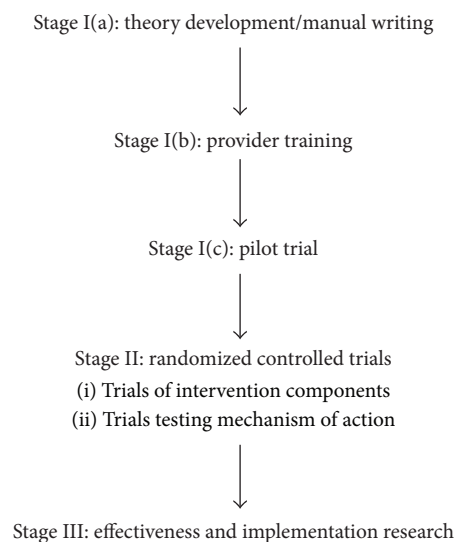 Stage I(a): theory development/manual writing
Stage I(b): provider training
Stage I(c): pilot trial
Stage II: randomized controlled trials
(i) Trials of intervention components
(ii) Trials testing mechanism of action
Stage III: effectiveness and implementation research